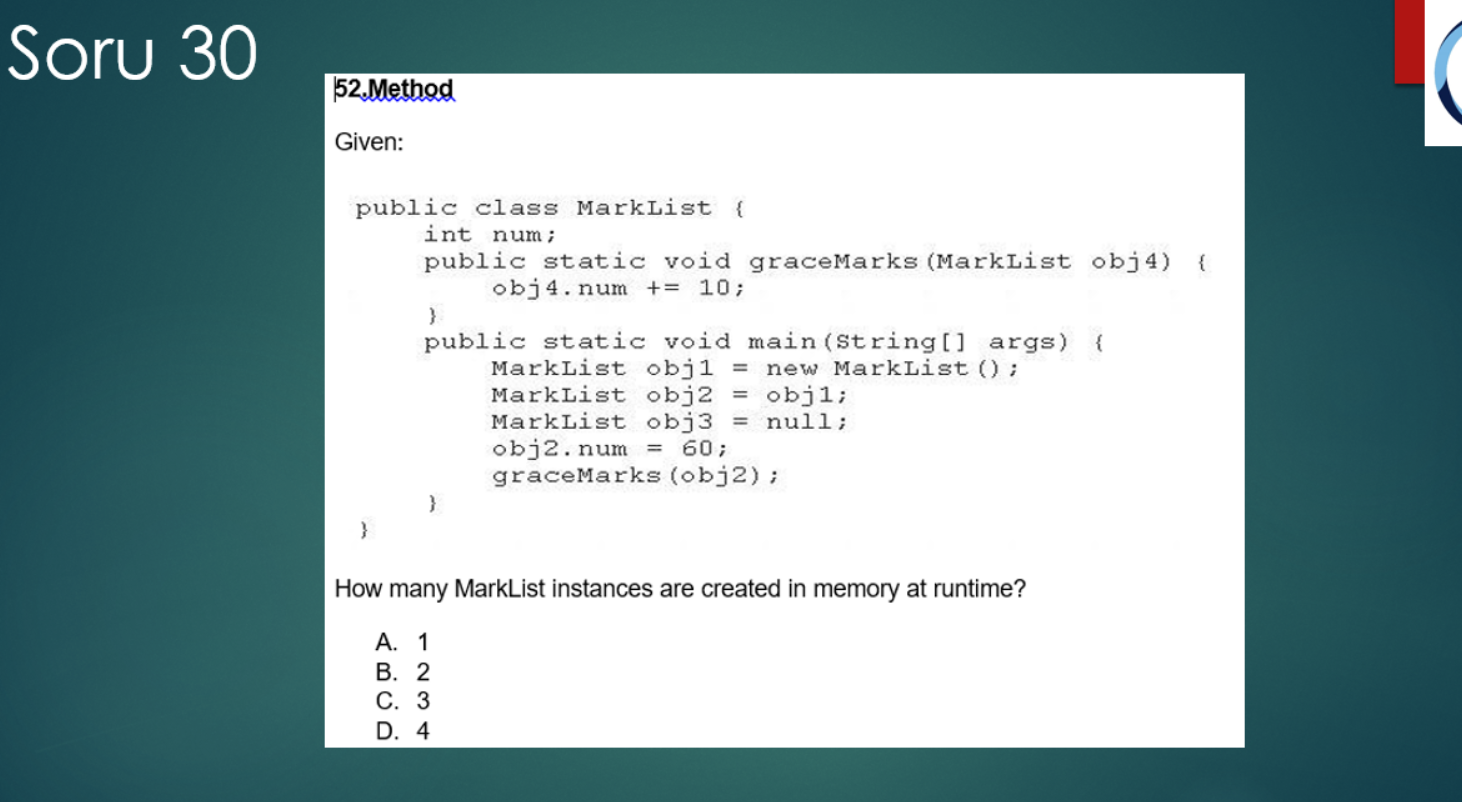 Soru 30
52.Method
Given:
public class MarkList {
int num;
public static void graceMarks(MarkList obj4) {
obj4.num += 10;
}
public static void main(String[] args) {
MarkList obj1 = new MarkList();
MarkList obj2 = obj1;
MarkList obj3 = null;
obj2.num = 60;
graceMarks(obj2);
}
}
How many MarkList instances are created in memory at runtime?
A. 1
B. 2
C. 3
D. 4